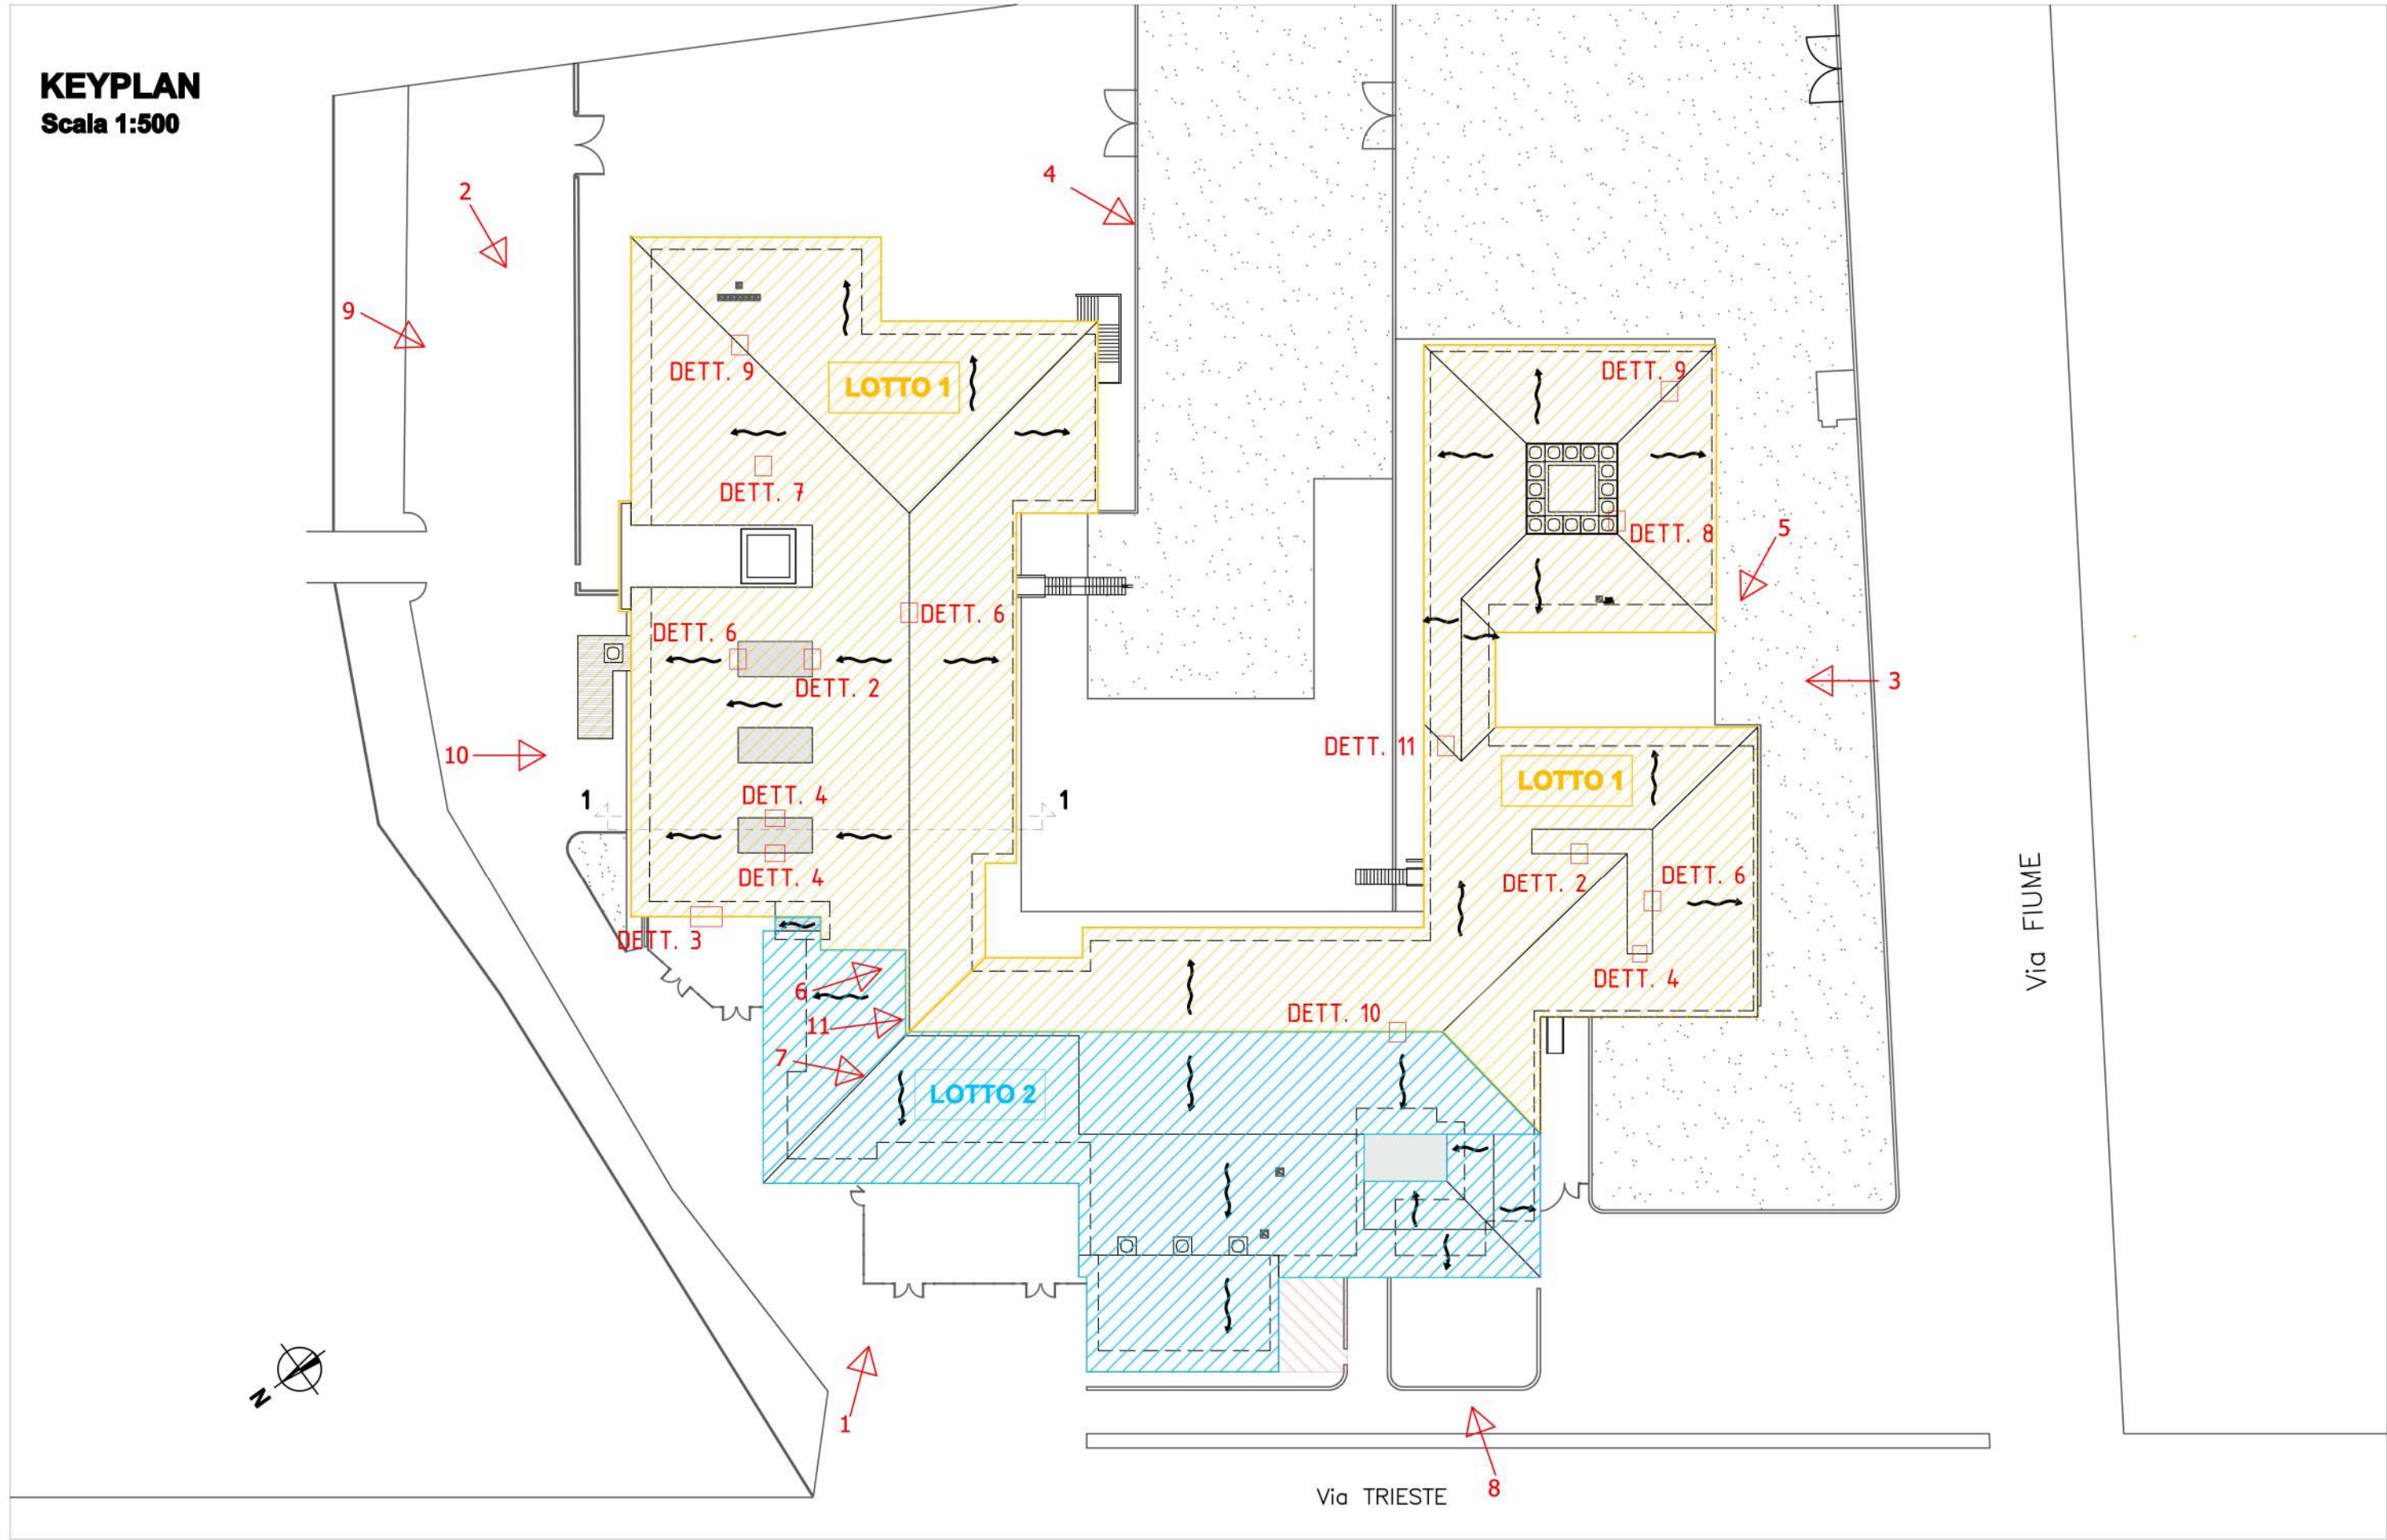 KEYPLAN
Scala 1:500
4
2
9
DETT. 9
LOTTO 1
DETT. 9
DETT. 7
DETT. 8
5
DETT. 6
DETT. 6
DETT. 2
3
DETT. 11
10
LOTTO 1
1
1
DETT. 4
DETT. 4
DETT. 2
DETT. 6
Via FIUME
DETT. 3
DETT. 4
6
DETT. 10
11
7
LOTTO 2
N
1
8
Via TRIESTE